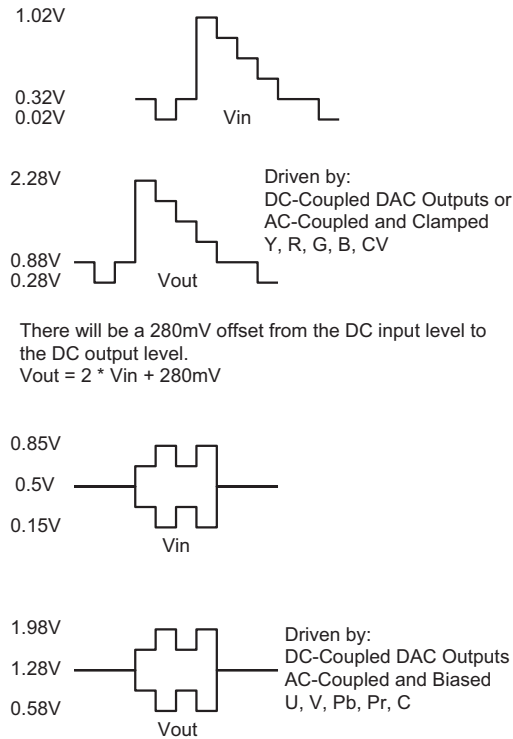 1.02V
0.32V
0.02V
Vin
2.28V
0.88V
0.28V
Vout
Driven by:
DC-Coupled DAC Outputs or
AC-Coupled and Clamped
Y, R, G, B, CV
There will be a 280mV offset from the DC input level to
the DC output level.
Vout = 2 * Vin + 280mV
0.85V
0.5V
0.15V
Vin
1.98V
1.28V
0.58V
Vout
Driven by:
DC-Coupled DAC Outputs
AC-Coupled and Biased
U, V, Pb, Pr, C